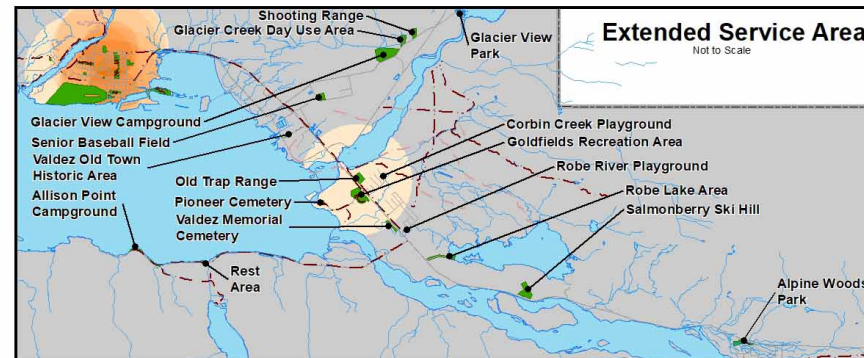 Shooting Range
Glacier Creek Day Use Area
Glacier View
Park
Extended Service Area
Not to Scale
Glacier View Campground
Senior Baseball Field
Valdez Old Town
Historic Area
Allison Point
Campground
Old Trap Range
Pioneer Cemetery
Valdez Memorial
Cemetery
Rest
Area
Corbin Creek Playground
Goldfields Recreation Area
Robe River Playground
Robe Lake Area
Salmonberry Ski Hill
Alpine Woods
Park